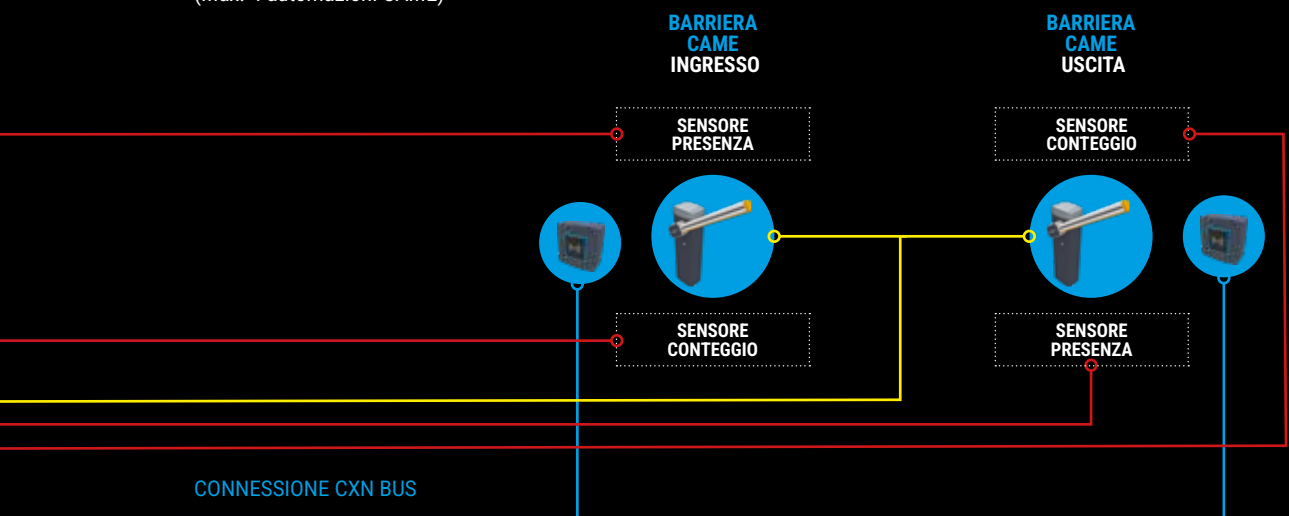 BARRIERA
CAME
INGRESSO
BARRIERA
CAME
USCITA
SENSORE
PRESENZA
SENSORE
CONTEGGIO
SENSORE
CONTEGGIO
SENSORE
PRESENZA
CONNESSIONE CXN BUS